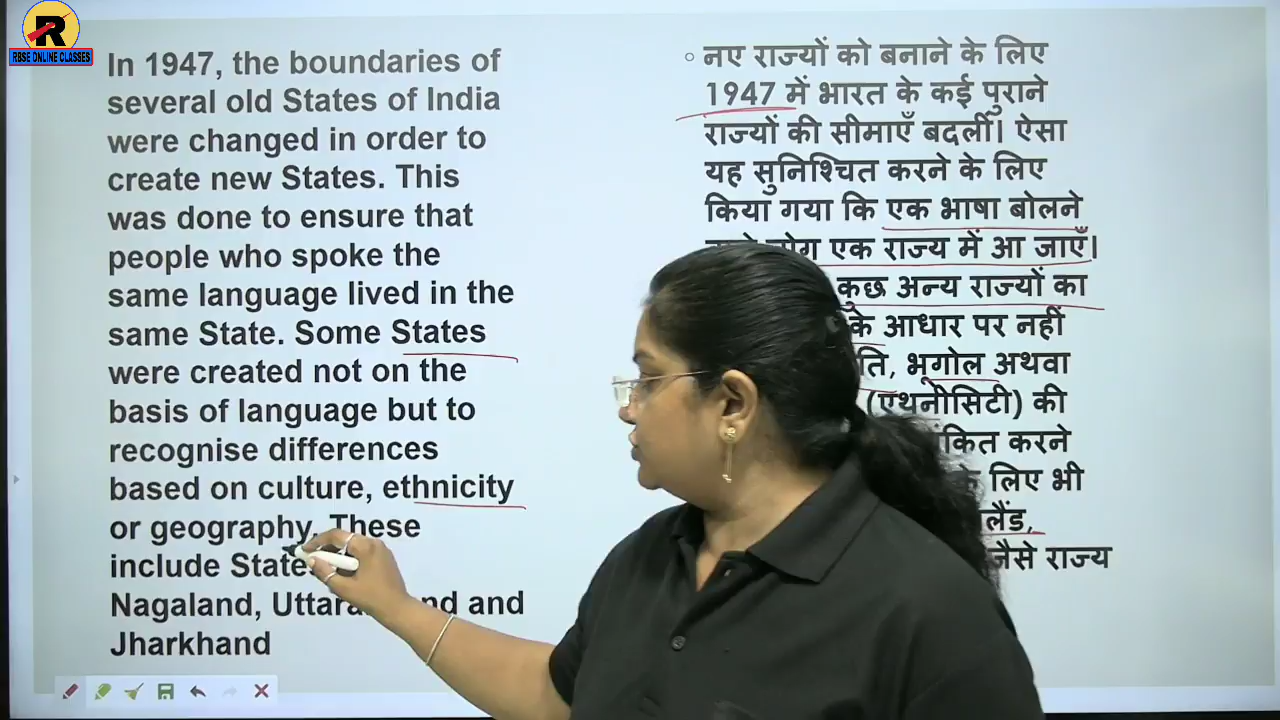 R
RBSE ONLINE CLASSES
In 1947, the boundaries of
several old States of India
were changed in order to
create new States. This
was done to ensure that
people who spoke the
same language lived in the
same State. Some States
were created not on the
basis of language but to
recognise differences
based on culture, ethnicity
or geography. These
include
Nagaland, and
Jharkhand
नए राज्यों को बनाने के लिए
1947 में भारत के कई पुराने
राज्यों की सीमाएँ बदलीं। ऐसा
यह सुनिश्चित करने के लिए
किया गया कि एक भाषा बोलने
एक राज्य में आ जाएँ।
कुछ अन्य राज्यों का
के आधार पर नहीं
भूगोल अथवा
(एथनीसिटी) की
करने
लिए भी
जैसे राज्य